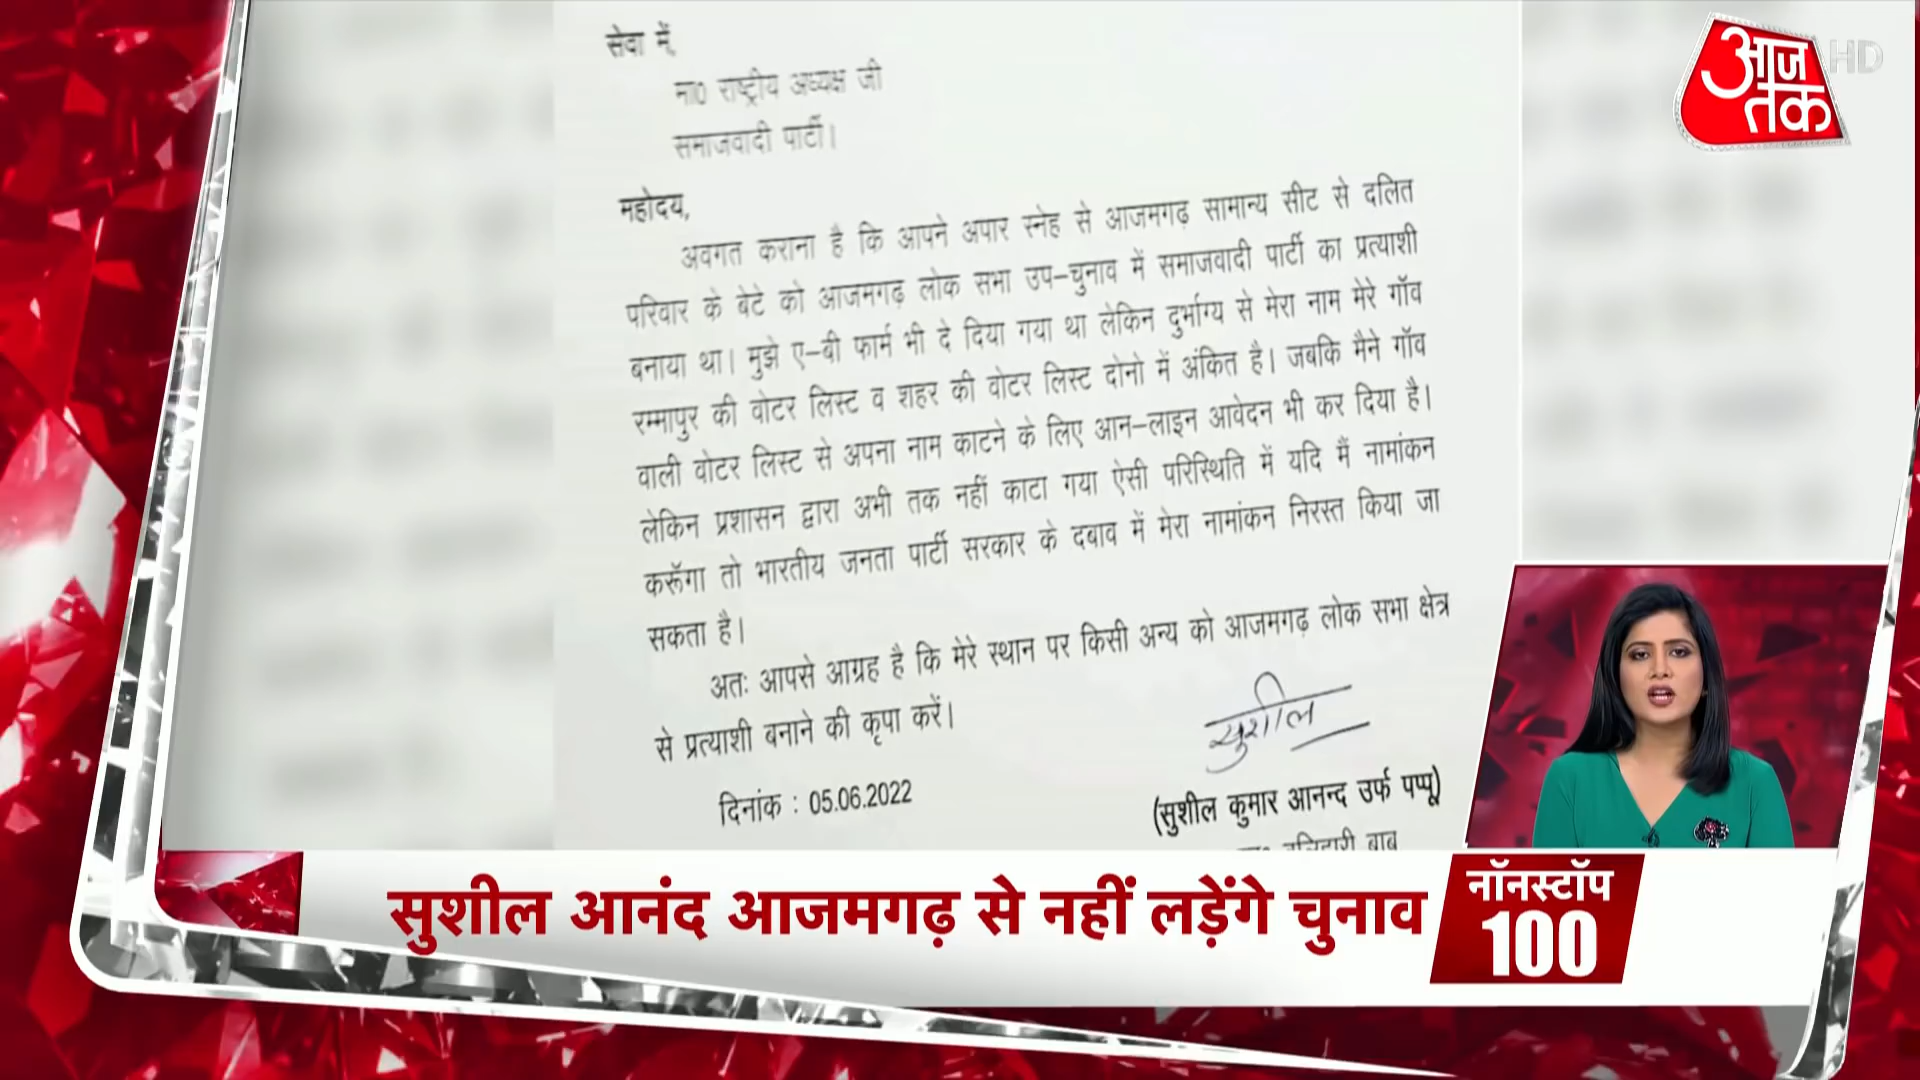 सेवा में,
मा0 राष्ट्रीय अध्यक्ष जी
समाजवादी पार्टी।
महोदय,
अवगत कराना है कि आपने अपार स्नेह से आजमगढ़ सामान्य सीट से दलित
परिवार के बेटे को आजमगढ़ लोक सभा उप–चुनाव में समाजवादी पार्टी का प्रत्याशी
बनाया था। मुझे ए–बी फार्म भी दे दिया गया था लेकिन दुर्भाग्य से मेरा नाम मेरे गॉव
रम्मापुर की वोटर लिस्ट व शहर की वोटर लिस्ट दोनो में अंकित है। जबकि मैने गॉव
वाली वोटर लिस्ट से अपना नाम काटने के लिए आन–लाइन आवेदन भी कर दिया है।
लेकिन प्रशासन द्वारा अभी तक नहीं काटा गया ऐसी परिस्थिति में यदि मैं नामांकन
करूॅगा तो भारतीय जनता पार्टी सरकार के दबाव में मेरा नामांकन निरस्त किया जा
सकता है।
अतः आपसे आग्रह है कि मेरे स्थान पर किसी अन्य को आजमगढ़ लोक सभा क्षेत्र
से प्रत्याशी बनाने की कृपा करें।
सुशील
दिनांक : 05.06.2022
(सुशील कुमार आनन्द उर्फ पप्पू)
बलिहारी बाबू
सुशील आनंद आजमगढ़ से नहीं लड़ेंगे चुनाव
नॉनस्टॉप
100
आज
तक
HD